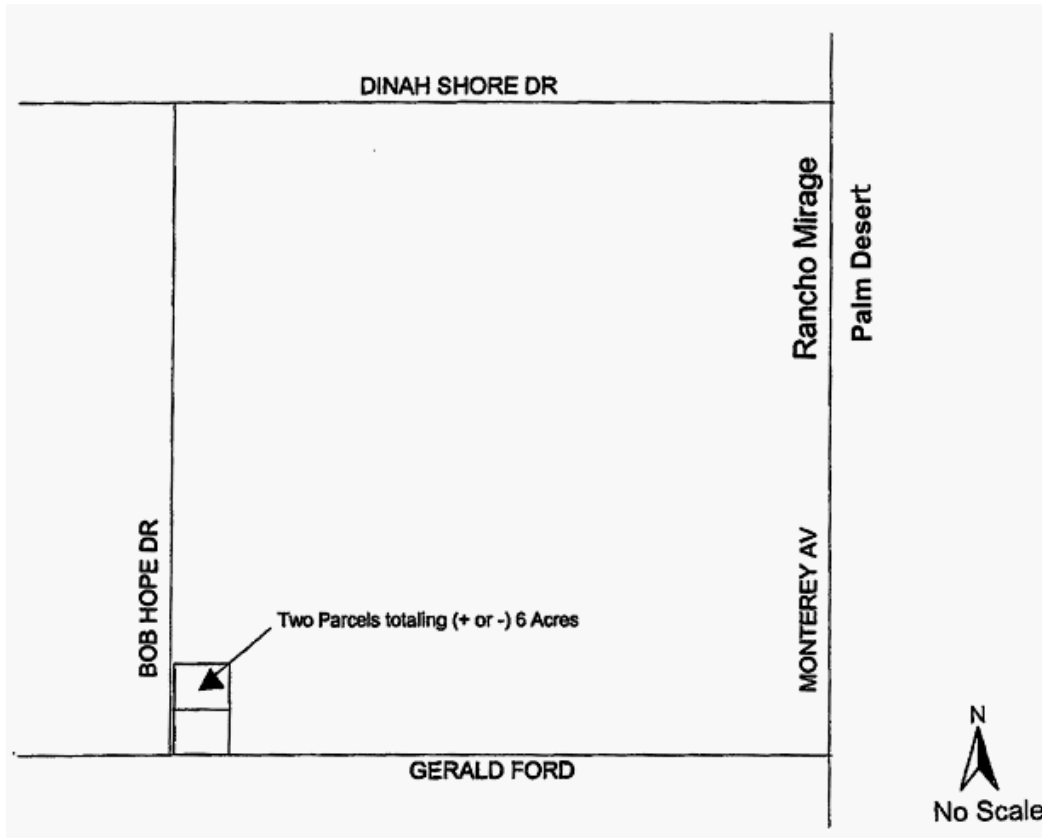 DINAH SHORE DR
Rancho Mirage
Palm Desert
BOB HOPE DR
MONTEREY AV
Two Parcels totaling (+ or -) 6 Acres
GERALD FORD
N
No Scale